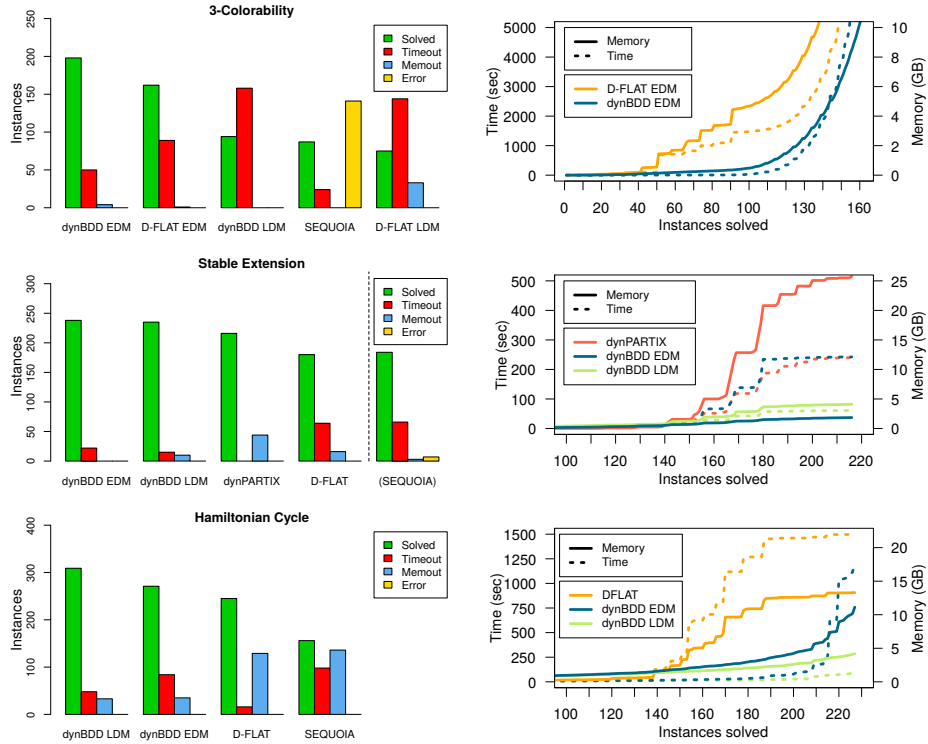 3-Colorability
Instances
0
50
100
150
200
250
Solved
Timeout
Memout
Error
dynBDD EDM
D-FLAT EDM
dynBDD LDM
SEQUOIA
D-FLAT LDM
Time (sec)
0
1000
2000
3000
4000
5000
Memory
Time
D-FLAT EDM
dynBDD EDM
0
2
4
6
8
10
Memory (GB)
0
20
40
60
80
100
130
160
Instances solved
Stable Extension
Instances
0
50
100
150
200
250
300
Solved
Timeout
Memout
Error
dynBDD EDM
dynBDD LDM
dynPARTIX
D-FLAT
(SEQUOIA)
Time (sec)
0
100
200
300
400
500
Memory
Time
dynPARTIX
dynBDD EDM
dynBDD LDM
0
5
10
15
20
25
Memory (GB)
100
120
140
160
180
200
220
Instances solved
Hamiltonian Cycle
Instances
0
100
200
300
400
Solved
Timeout
Memout
Error
dynBDD LDM
dynBDD EDM
D-FLAT
SEQUOIA
Time (sec)
0
250
500
750
1000
1250
1500
Memory
Time
DFLAT
dynBDD EDM
dynBDD LDM
0
5
10
15
20
Memory (GB)
100
120
140
160
180
200
220
Instances solved